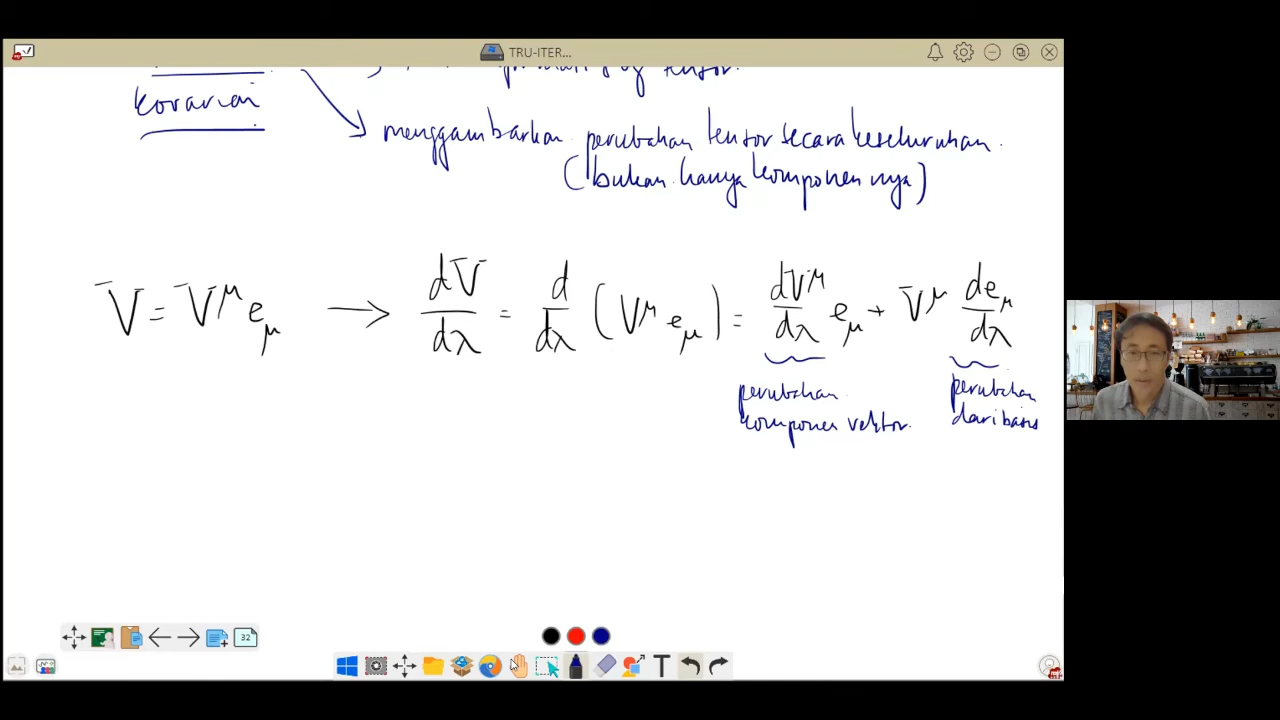 TRU-ITER...
tensor.
kovarian
menggambarkan perubahan tensor secara keseluruhan.
(bukan hanya komponennya)
V̅ = V̅^μ e_μ → dV̅/dλ = d/dλ (V^μ e_μ) = dV^μ/dλ e_μ + V̅^μ de_μ/dλ
perubahan komponen vektor.
perubahan dari basis
32